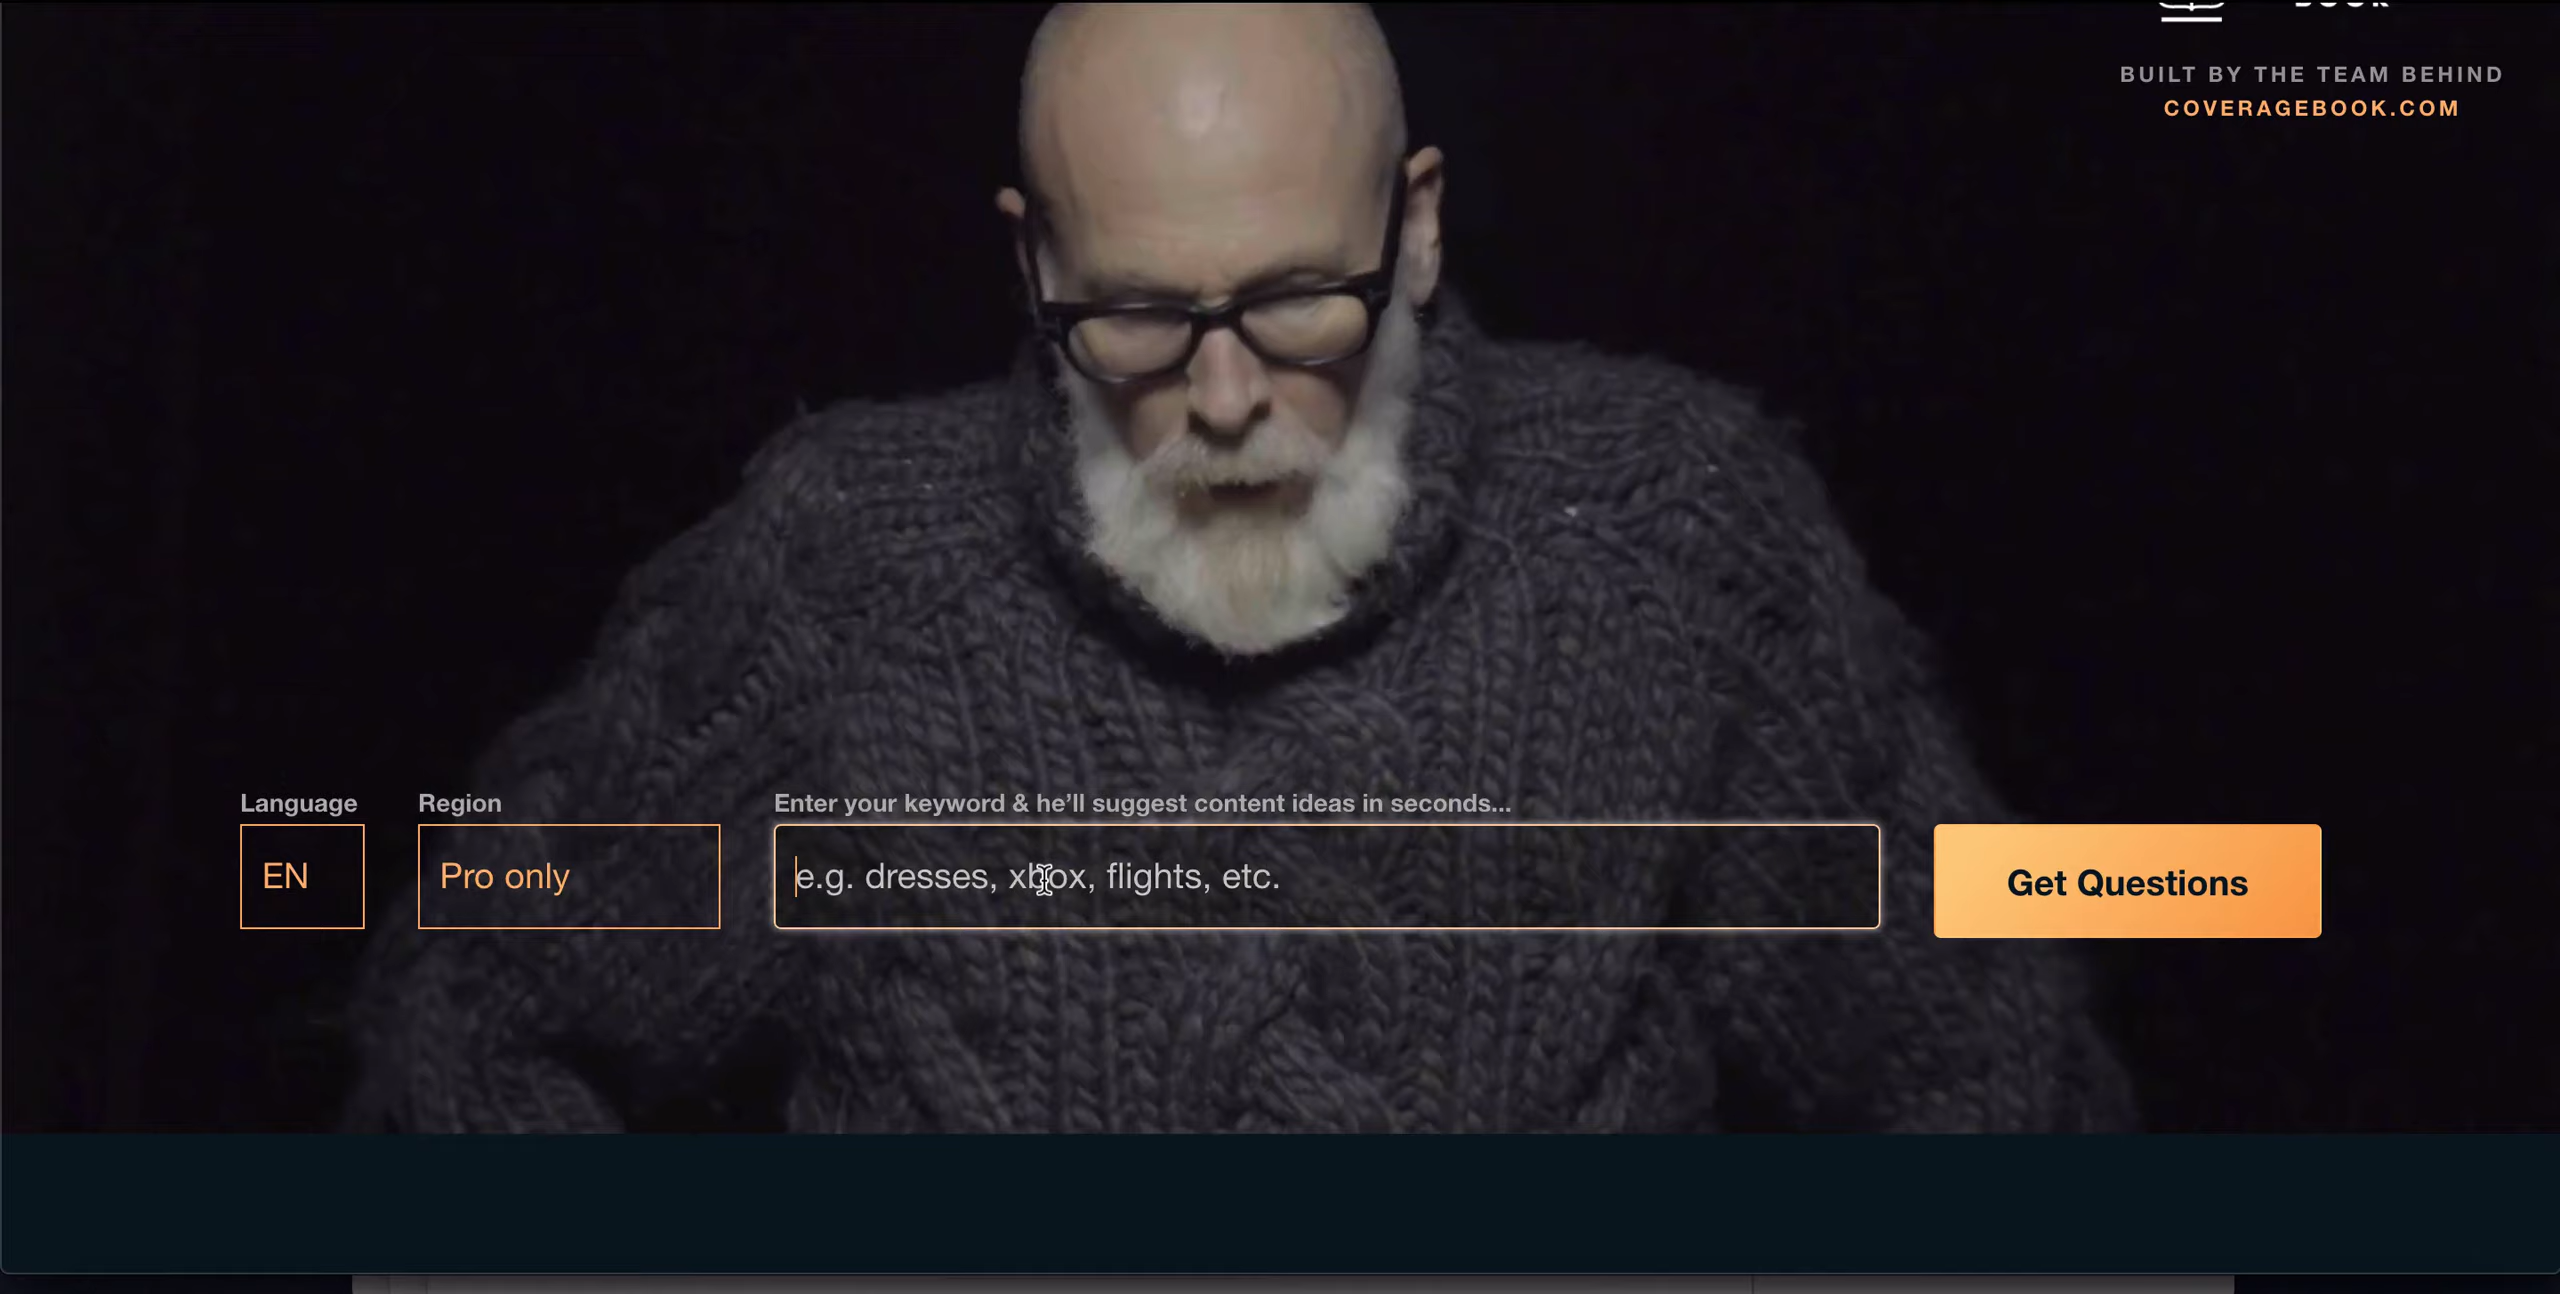 BOOK
BUILT BY THE TEAM BEHIND
COVERAGEBOOK.COM
Language
Region
Enter your keyword & he’ll suggest content ideas in seconds...
EN
Pro only
e.g. dresses, xbox, flights, etc.
Get Questions